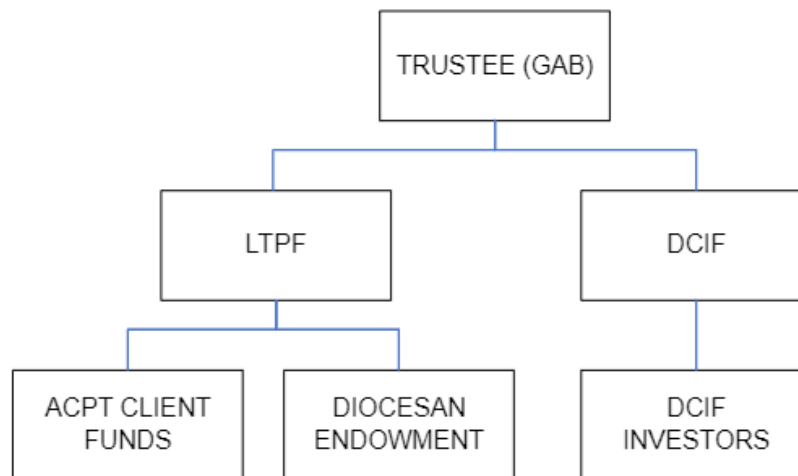 TRUSTEE (GAB)
LTPF
DCIF
ACPT CLIENT
FUNDS
DIOCESAN
ENDOWMENT
DCIF
INVESTORS